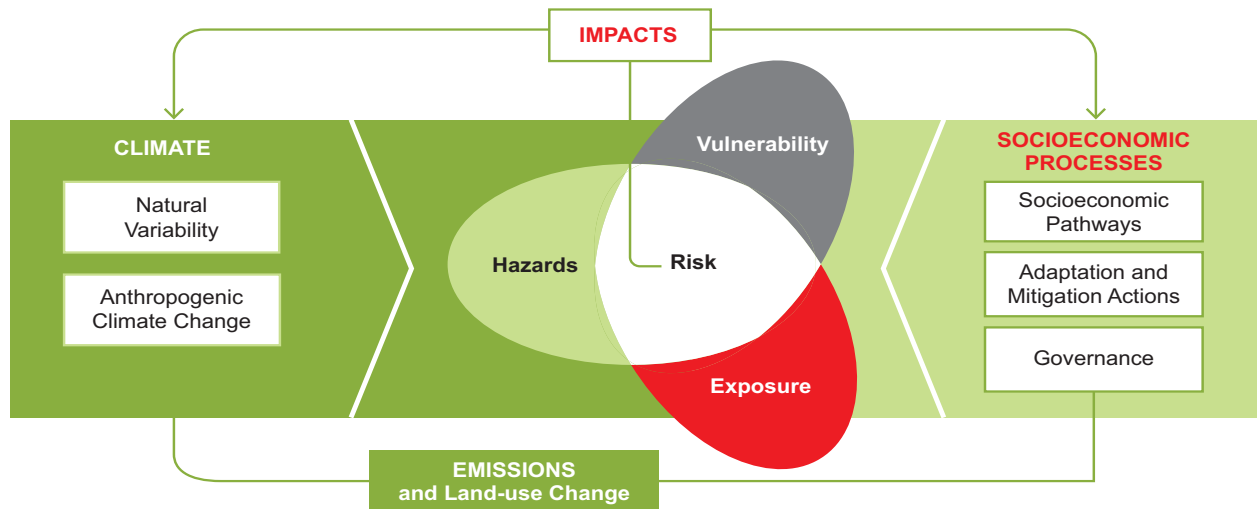 IMPACTS
CLIMATE
Natural
Variability
Anthropogenic
Climate Change
Vulnerability
Hazards
Risk
Exposure
SOCIOECONOMIC
PROCESSES
Socioeconomic
Pathways
Adaptation and
Mitigation Actions
Governance
EMISSIONS
and Land-use Change